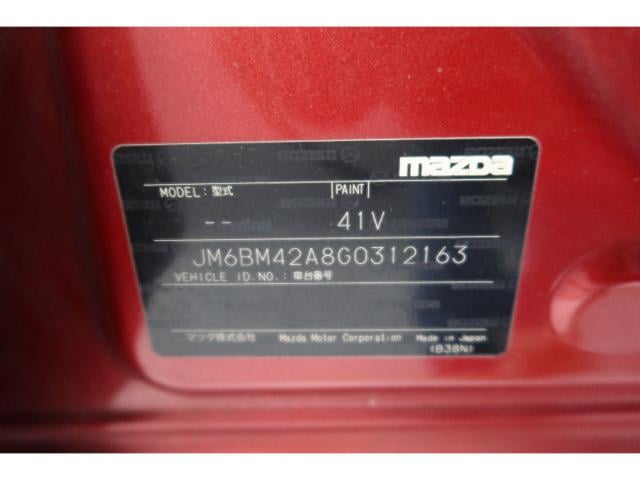 mazda
MODEL: 型式 PAINT
-- 41V
JM6BM42A8G0312163
VEHICLE ID.NO.: 車台番号
マツダ株式会社 Mazda Motor Corporation Made in Japan
(B38N)